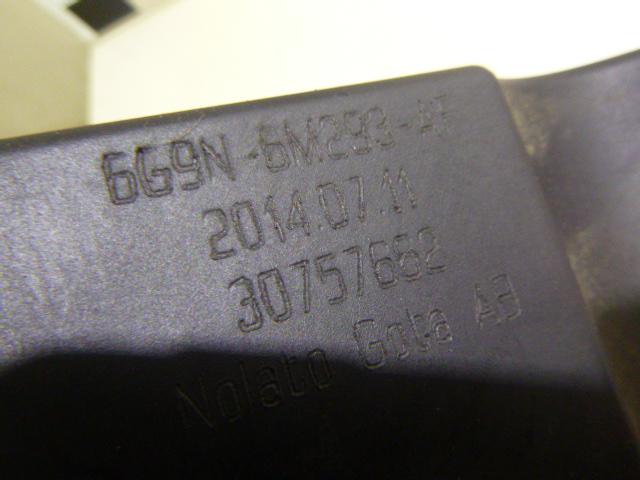 6G9N-6M293-AF
2014.07.11
30757662
Nolato Gota AB